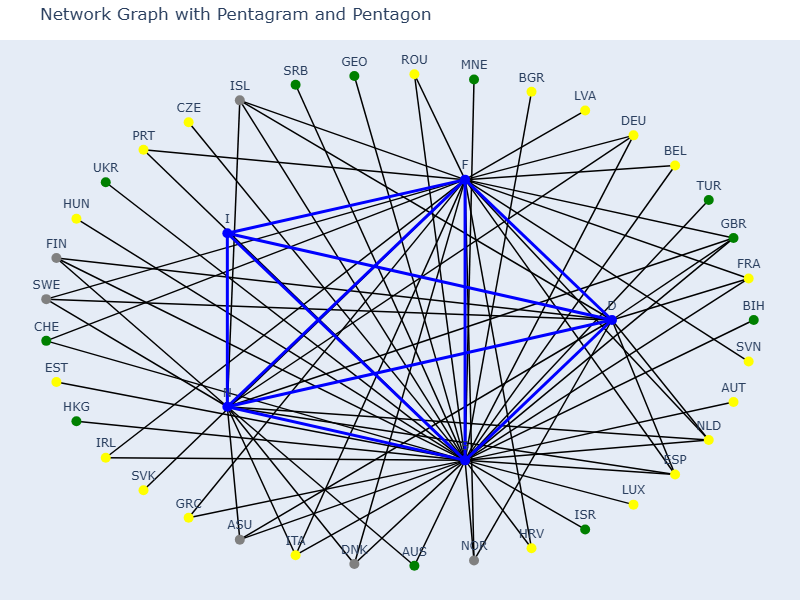 Network Graph with Pentagram and Pentagon
ROU
GEO
MNE
SRB
BGR
ISL
LVA
CZE
DEU
PRT
BEL
F
UKR
TUR
HUN
I
GBR
FIN
FRA
SWE
D
BIH
CHE
SVN
EST
N
AUT
HKG
NLD
IRL
ESP
SVK
LUX
GRC
ISR
ASU
HRV
ITA
DNK
NOR
AUS